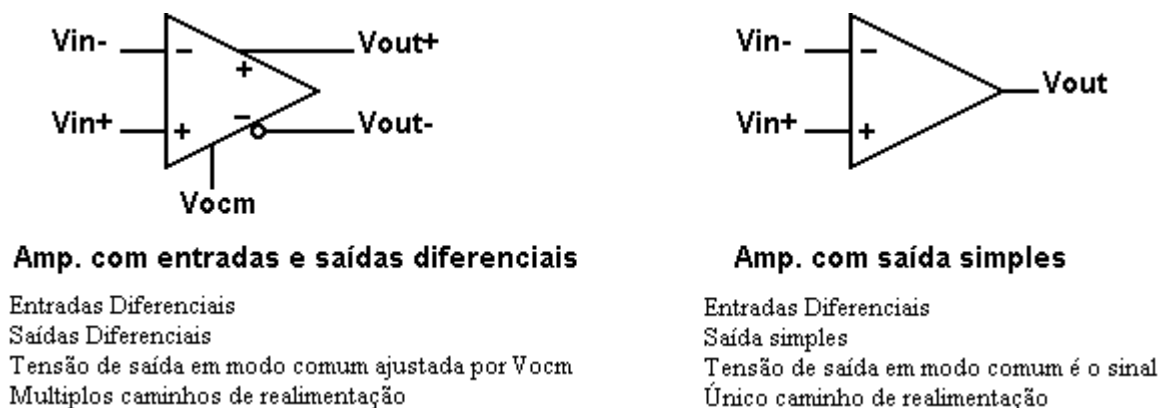 Vin-
Vout+
Vin+
Vout-
Vocm
Amp. com entradas e saídas diferenciais
Entradas Diferenciais
Saídas Diferenciais
Tensão de saída em modo comum ajustada por Vocm
Multiplos caminhos de realimentação
Vin-
Vout
Vin+
Amp. com saída simples
Entradas Diferenciais
Saída simples
Tensão de saída em modo comum é o sinal
Único caminho de realimentação